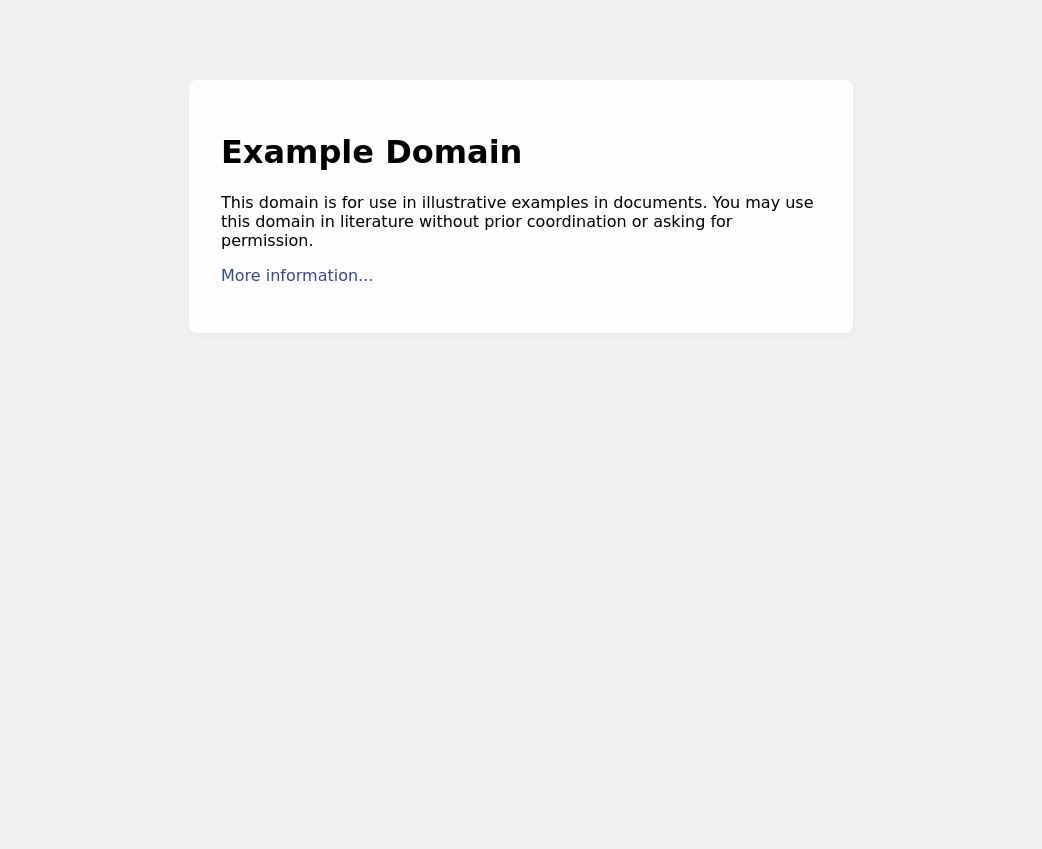 Example Domain
This domain is for use in illustrative examples in documents. You may use
this domain in literature without prior coordination or asking for
permission.
More information...